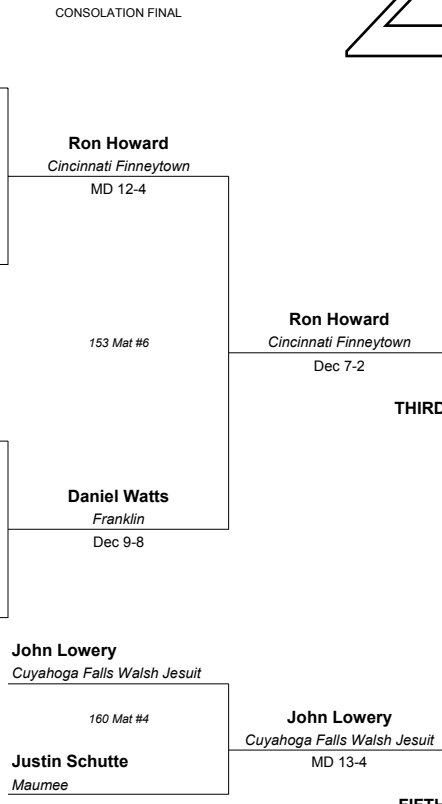 CONSOLATION FINAL
Ron Howard
Cincinnati Finneytown
MD 12-4
153 Mat #6
Ron Howard
Cincinnati Finneytown
Dec 7-2
THIRD
Daniel Watts
Franklin
Dec 9-8
John Lowery
Cuyahoga Falls Walsh Jesuit
160 Mat #4
John Lowery
Cuyahoga Falls Walsh Jesuit
MD 13-4
Justin Schutte
Maumee
FIFTH